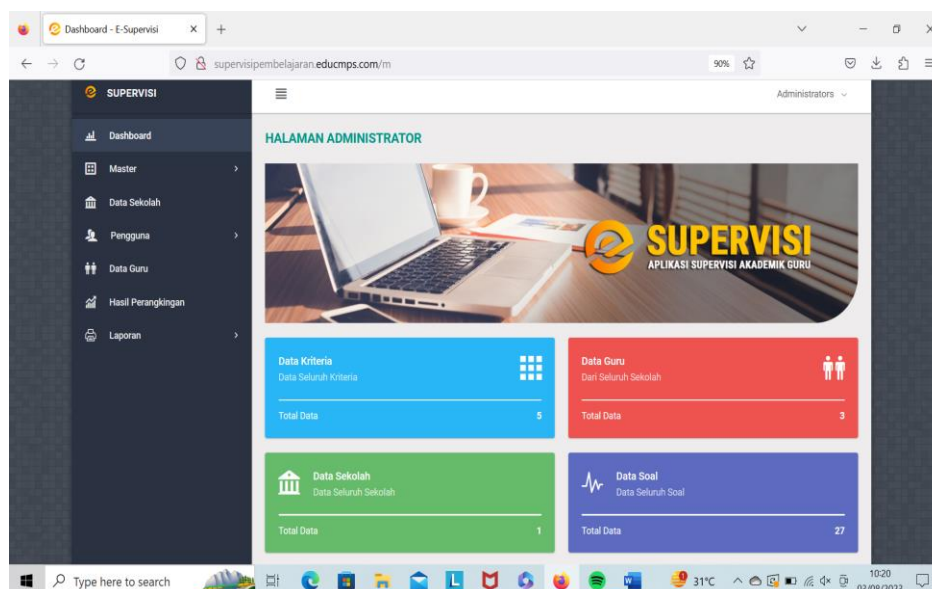 Dashboard - E-Supervisi
supervisipembelajaran.educmps.com/m
90%
SUPERVISI
Administrators
Dashboard
Master
Data Sekolah
Pengguna
Data Guru
Hasil Perangkingan
Laporan
HALAMAN ADMINISTRATOR
SUPERVISI
APLIKASI SUPERVISI AKADEMIK GURU
Data Kriteria
Data Seluruh Kriteria
Total Data 5
Data Guru
Dari Seluruh Sekolah
Total Data 3
Data Sekolah
Data Seluruh Sekolah
Total Data 1
Data Soal
Data Seluruh Soal
Total Data 27
Type here to search
31°C
10:20